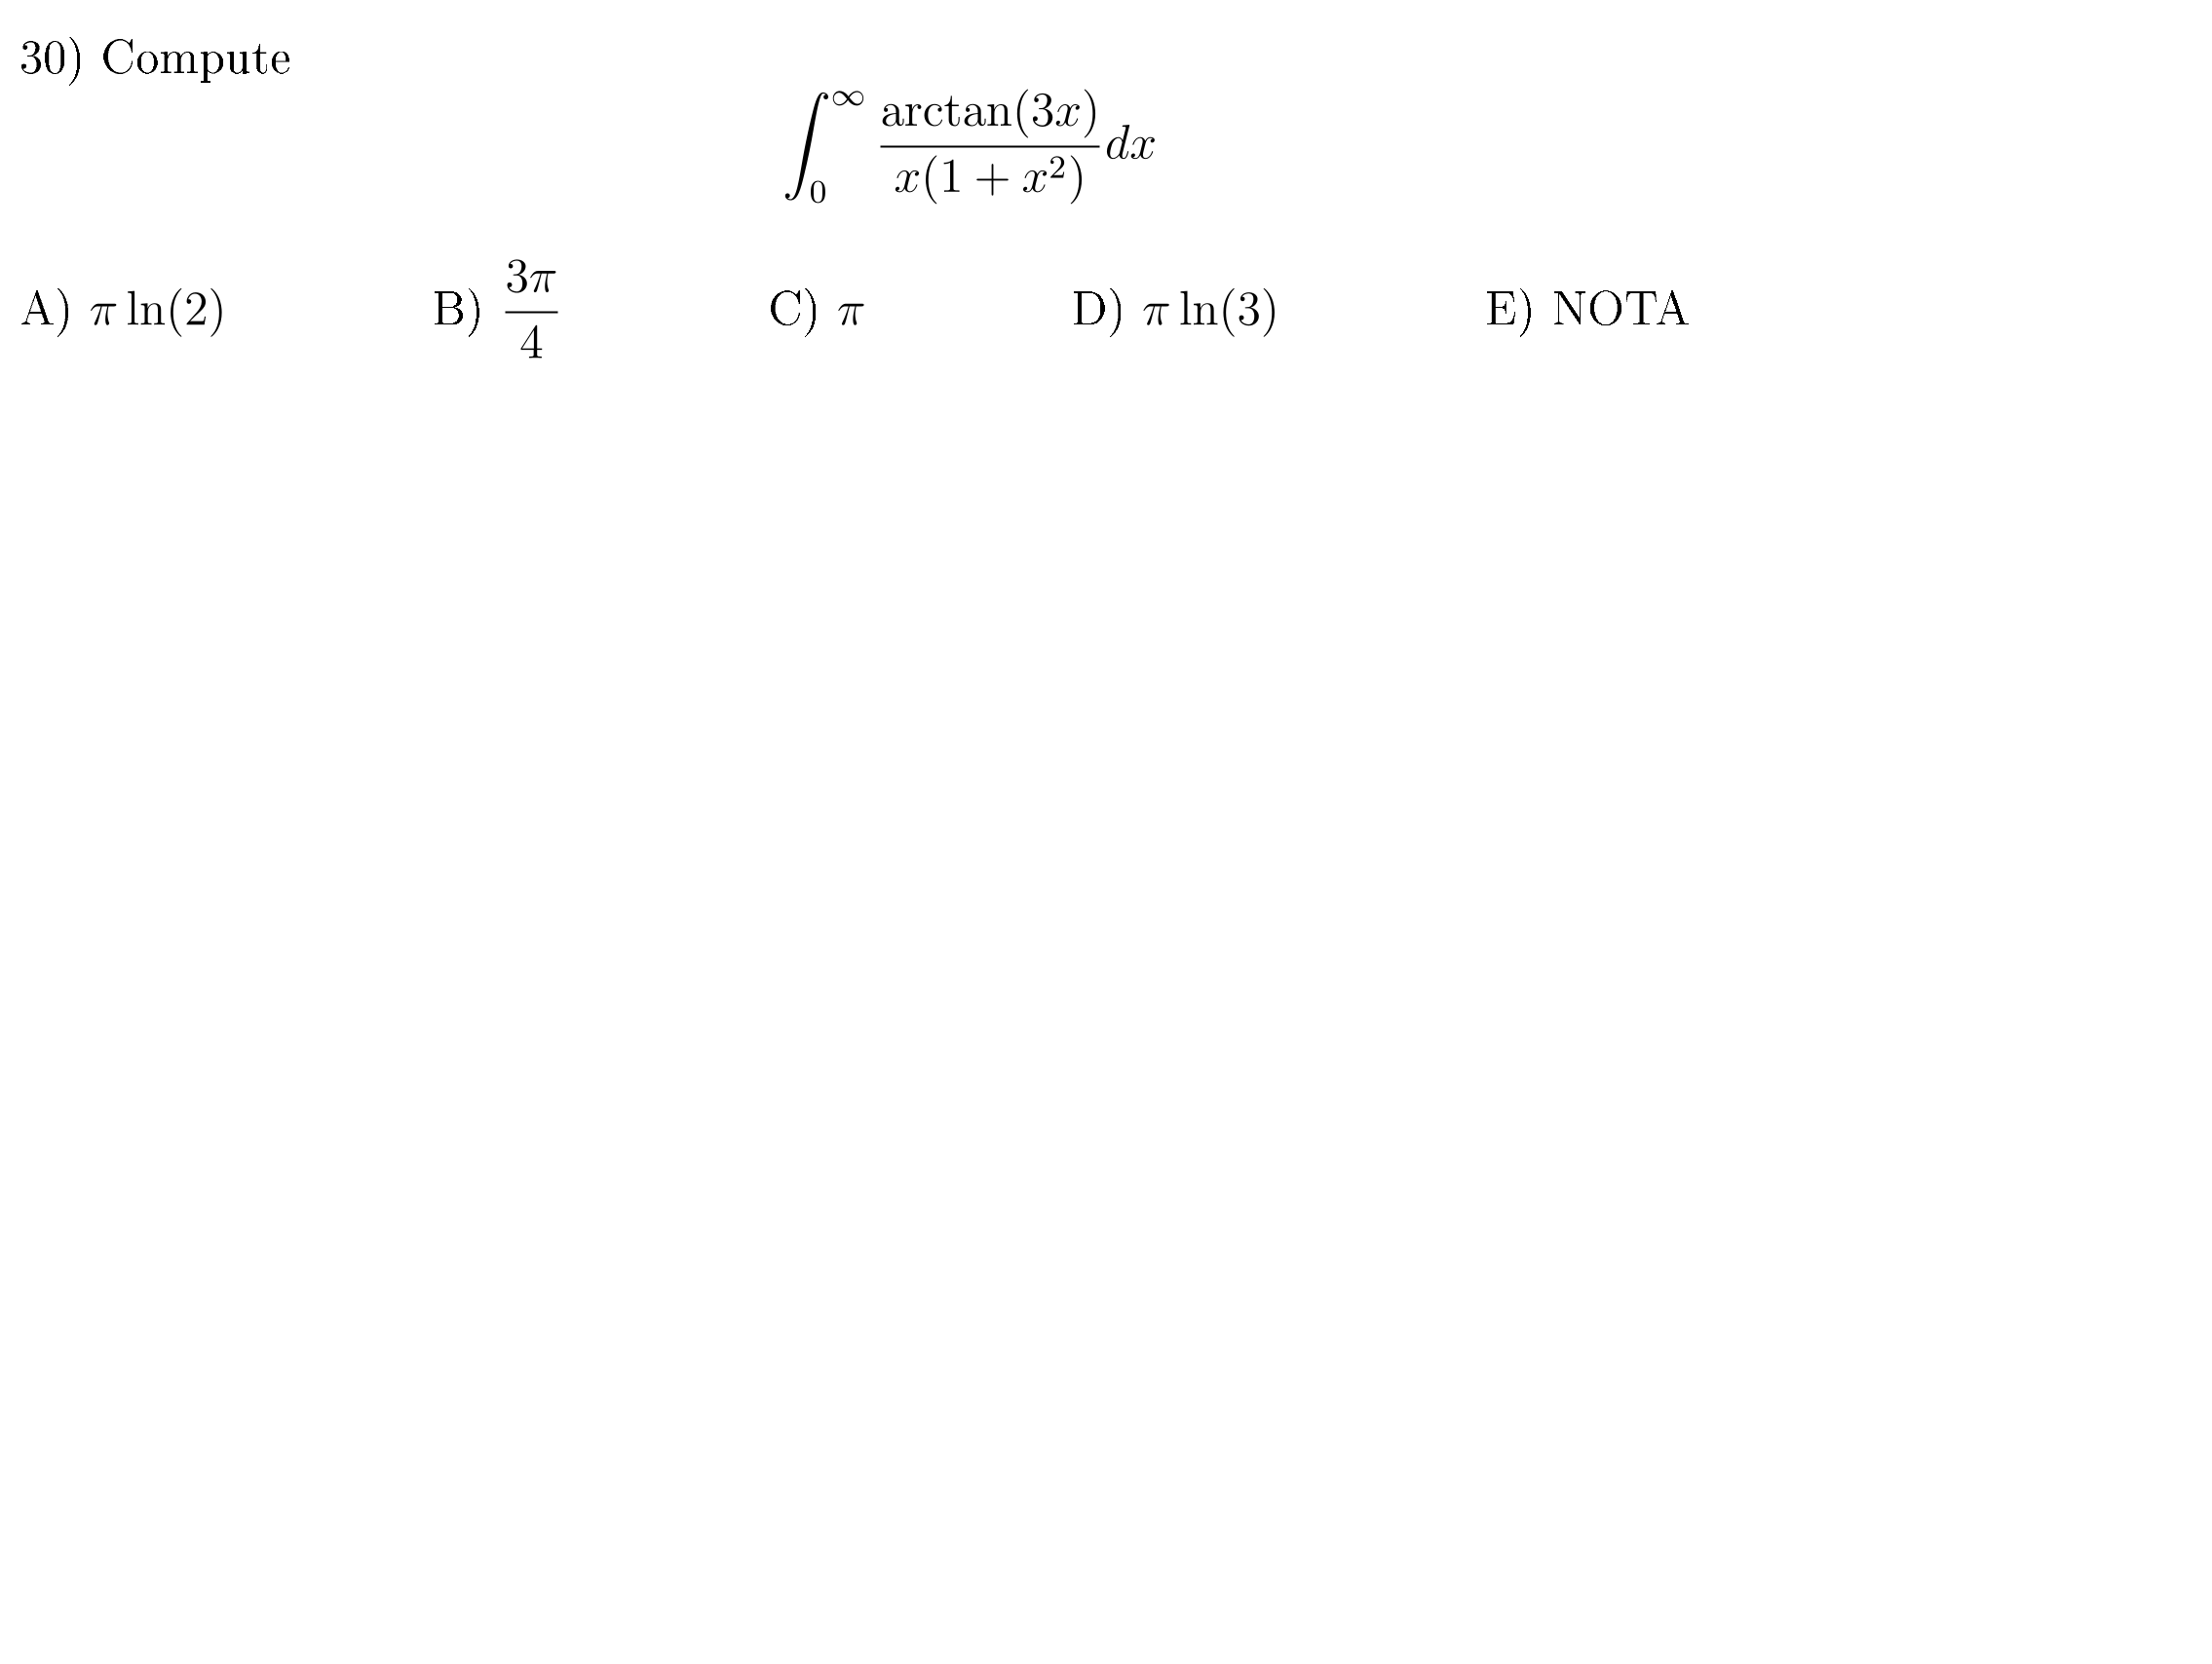 30) Compute
∫₀^∞ arctan(3x) / x(1 + x²) dx
A) π ln(2) B) 3π/4 C) π D) π ln(3) E) NOTA